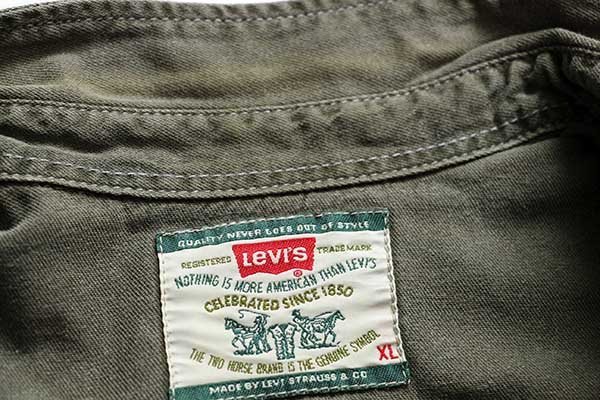 QUALITY NEVER GOES OUT OF STYLE
REGISTERED Levi's TRADE MARK
®
NOTHING IS MORE AMERICAN THAN LEVI'S
CELEBRATED SINCE 1850
THE TWO HORSE BRAND IS THE GENUINE SYMBOL
XL
MADE BY LEVI STRAUSS & CO